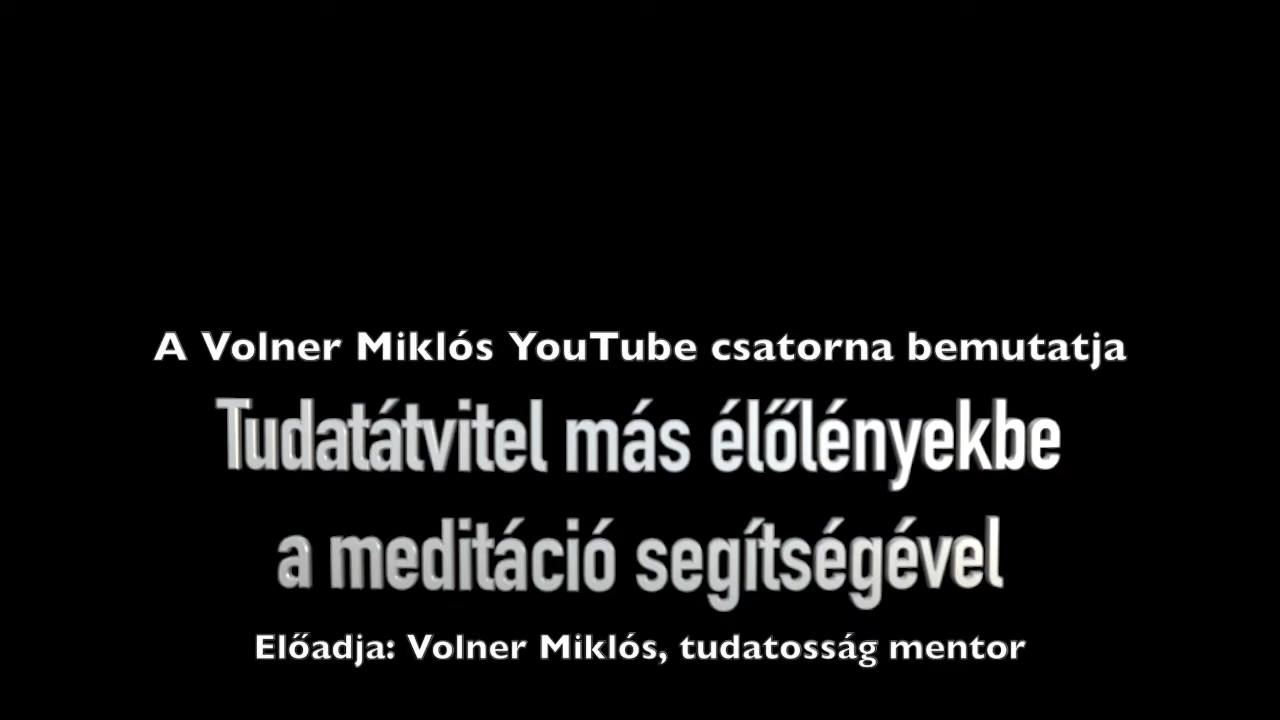 A Volner Miklós YouTube csatorna bemutatja
Tudatátvitel más élőlényekbe
a meditáció segítségével
Előadja: Volner Miklós, tudatosság mentor